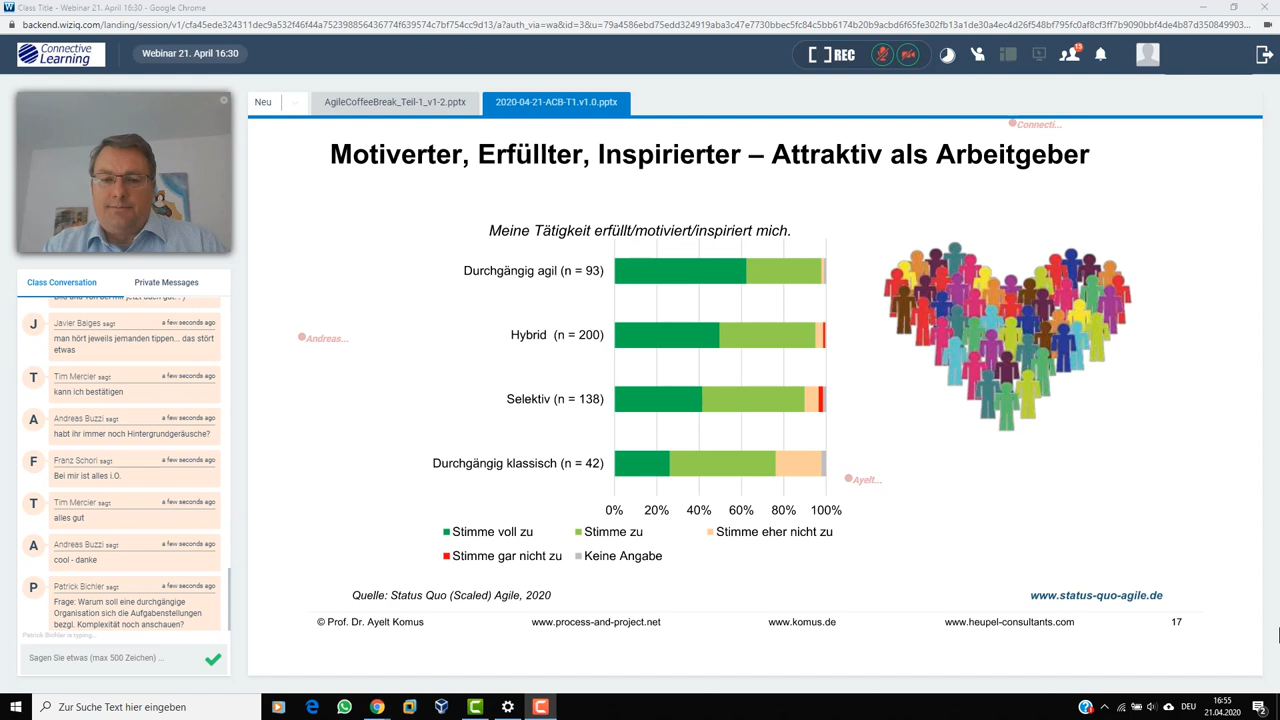 Class Title - Webinar 21. April 16:30 - Google Chrome
Connective
Learning
Webinar 21. April 16:30
REC
13
Neu
AgileCoffeeBreak_Teil-1_v1-2.pptx
2020-04-21-ACB-T1.v1.0.pptx
Connecti...
Motiverter, Erfüllter, Inspirierter – Attraktiv als Arbeitgeber
Meine Tätigkeit erfüllt/motiviert/inspiriert mich.
Durchgängig agil (n = 93)
Hybrid (n = 200)
Andreas...
Selektiv (n = 138)
Durchgängig klassisch (n = 42)
Ayelt...
0% 20% 40% 60% 80% 100%
Stimme voll zu
Stimme zu
Stimme eher nicht zu
Stimme gar nicht zu
Keine Angabe
Quelle: Status Quo (Scaled) Agile, 2020
www.status-quo-agile.de
© Prof. Dr. Ayelt Komus
www.process-and-project.net
www.komus.de
www.heupel-consultants.com
17
Class Conversation
Private Messages
J
Javier Balges sagt
a few seconds ago
man hört jeweils jemanden tippen... das stört
etwas
T
Tim Mercier sagt
a few seconds ago
kann ich bestätigen
A
Andreas Buzzi sagt
a few seconds ago
habt ihr immer noch Hintergrundgeräusche?
F
Franz Schori sagt
a few seconds ago
Bei mir ist alles i.O.
T
Tim Mercier sagt
a few seconds ago
alles gut
A
Andreas Buzzi sagt
a few seconds ago
cool - danke
P
Patrick Bichler sagt
a few seconds ago
Frage: Warum soll eine durchgängige
Organisation sich die Aufgabenstellungen
bezgl. Komplexität noch anschauen?
Patrick Bichler is typing...
Sagen Sie etwas (max 500 Zeichen) ...
Zur Suche Text hier eingeben
DEU
16:55
21.04.2020
2